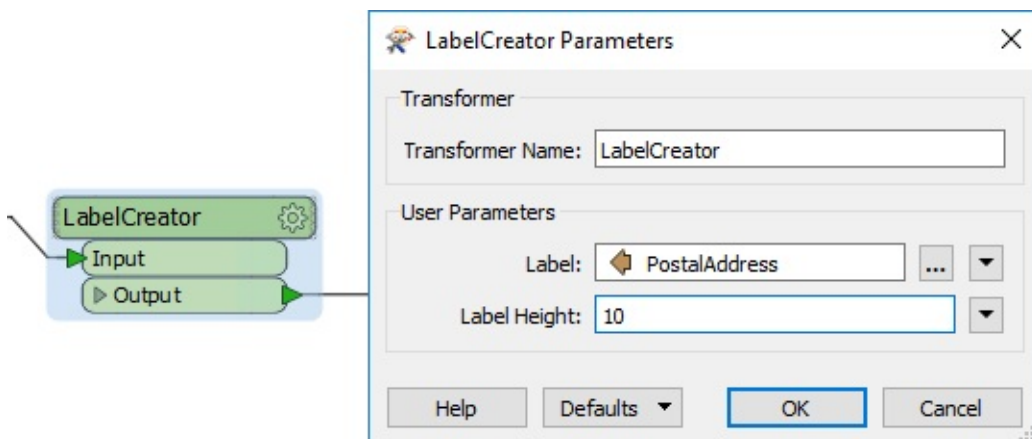 LabelCreator
Input
Output
LabelCreator Parameters
Transformer
Transformer Name: LabelCreator
User Parameters
Label: PostalAddress ...
Label Height: 10
Help Defaults OK Cancel